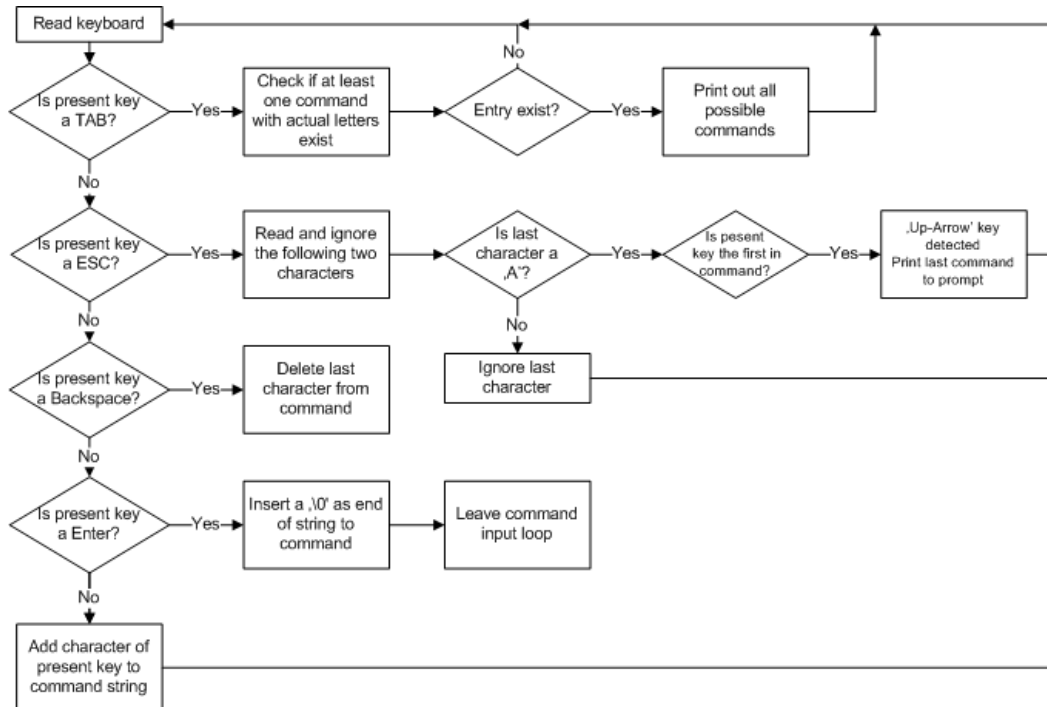 Read keyboard
Is present key
a TAB?
Yes
Check if at least
one command
with actual letters
exist
Entry exist?
No
Yes
Print out all
possible
commands
No
Is present key
a ESC?
Yes
Read and ignore
the following two
characters
Is last
character a
‚A‘?
Yes
Is pesent
key the first in
command?
Yes
‚Up-Arrow’ key
detected
Print last command
to prompt
No
No
Ignore last
character
Is present key
a Backspace?
Yes
Delete last
character from
command
No
Is present key
a Enter?
Yes
Insert a ‚\0' as end
of string to
command
Leave command
input loop
No
Add character of
present key to
command string